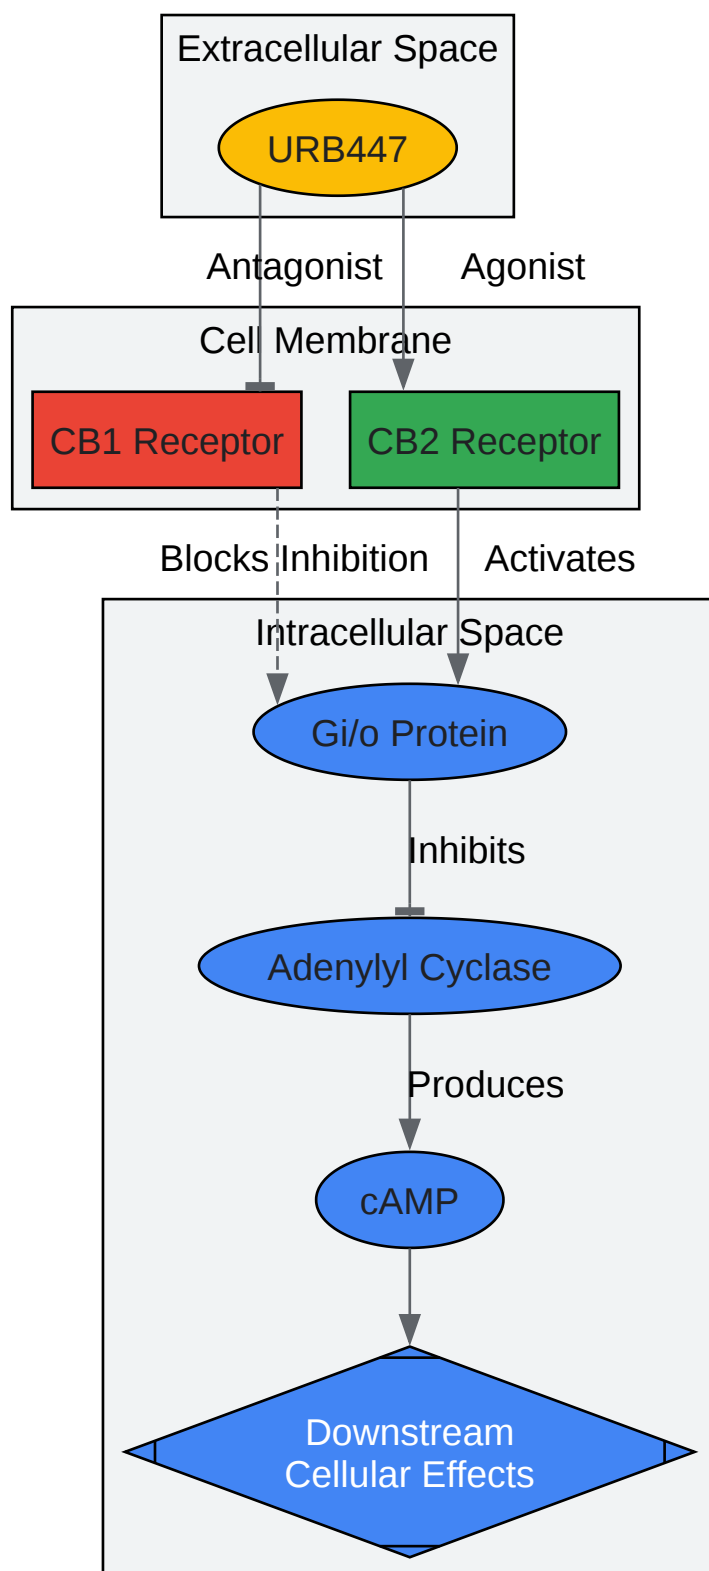 Extracellular Space
URB447
Antagonist
Agonist
Cell Membrane
CB1 Receptor
CB2 Receptor
Blocks Inhibition
Activates
Intracellular Space
Gi/o Protein
Inhibits
Adenylyl Cyclase
Produces
cAMP
Downstream
Cellular Effects